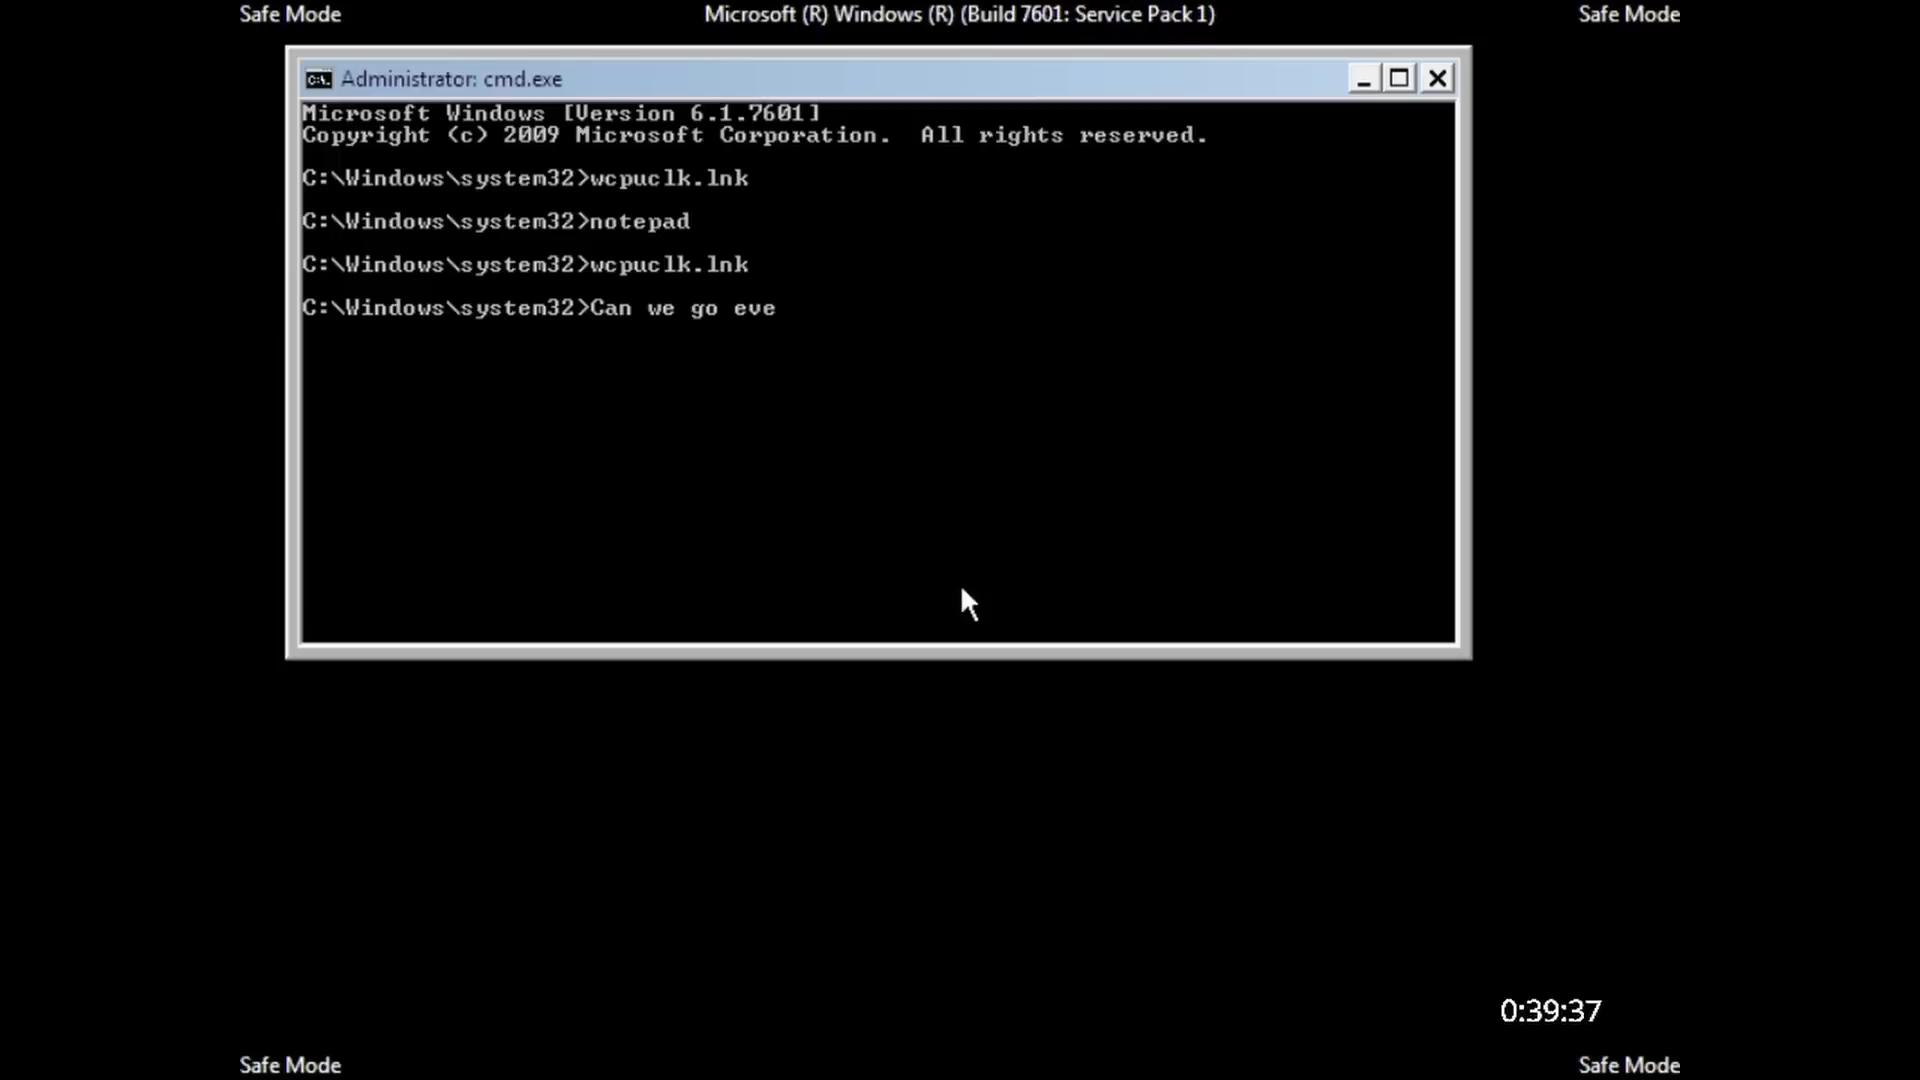 Safe Mode
Microsoft (R) Windows (R) (Build 7601: Service Pack 1)
Safe Mode
C:\.
Administrator: cmd.exe
Microsoft Windows [Version 6.1.7601]
Copyright (c) 2009 Microsoft Corporation.  All rights reserved.
C:\Windows\system32>wcpuclk.lnk
C:\Windows\system32>notepad
C:\Windows\system32>wcpuclk.lnk
C:\Windows\system32>Can we go eve
0:39:37
Safe Mode
Safe Mode